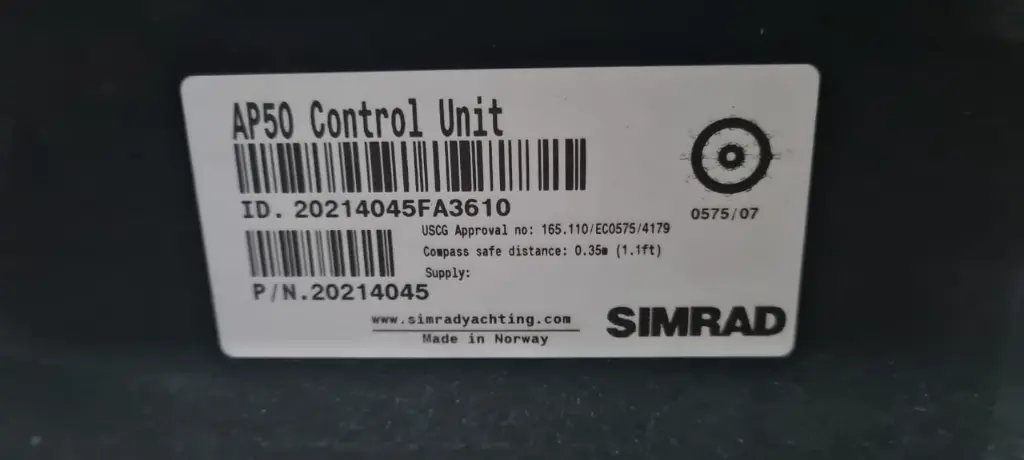 AP50 Control Unit
ID. 20214045FA3610
0575/07
USCG Approval no: 165.110/EC0575/4179
Compass safe distance: 0.35m (1.1ft)
Supply:
P/N.20214045
www.simradyachting.com
Made in Norway
SIMRAD